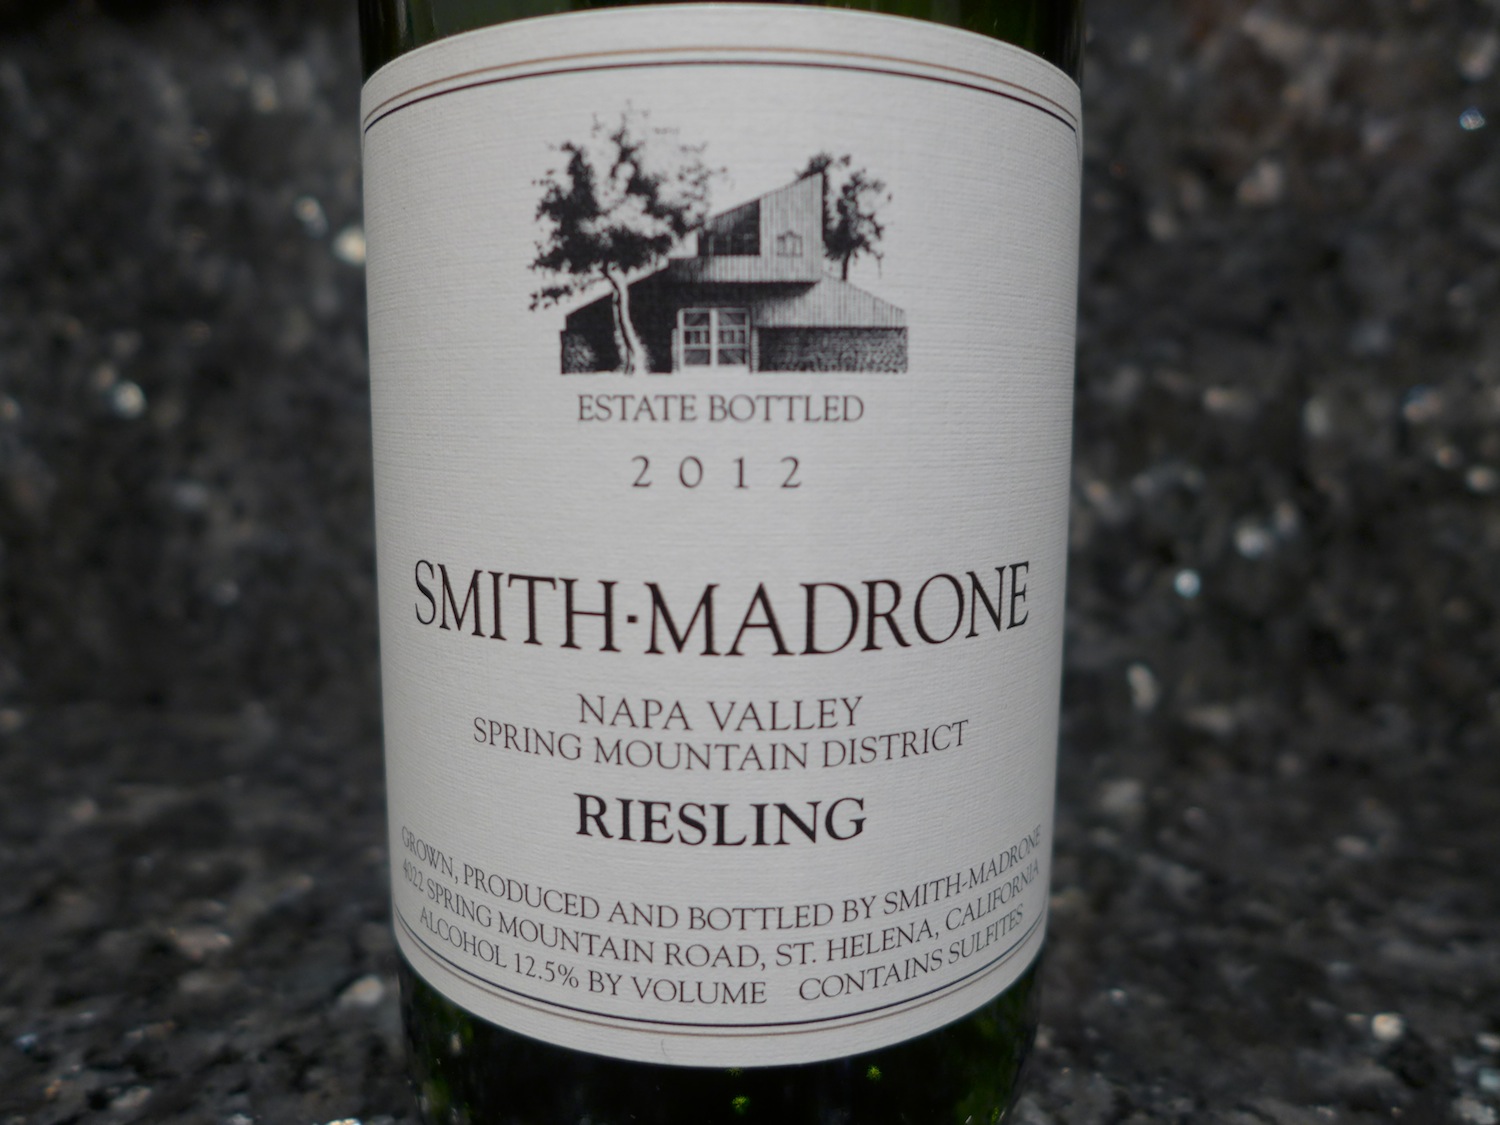 ESTATE BOTTLED
2012
SMITH·MADRONE
NAPA VALLEY
SPRING MOUNTAIN DISTRICT
RIESLING
GROWN, PRODUCED AND BOTTLED BY SMITH-MADRONE
4022 SPRING MOUNTAIN ROAD, ST. HELENA, CALIFORNIA
ALCOHOL 12.5% BY VOLUME CONTAINS SULFITES